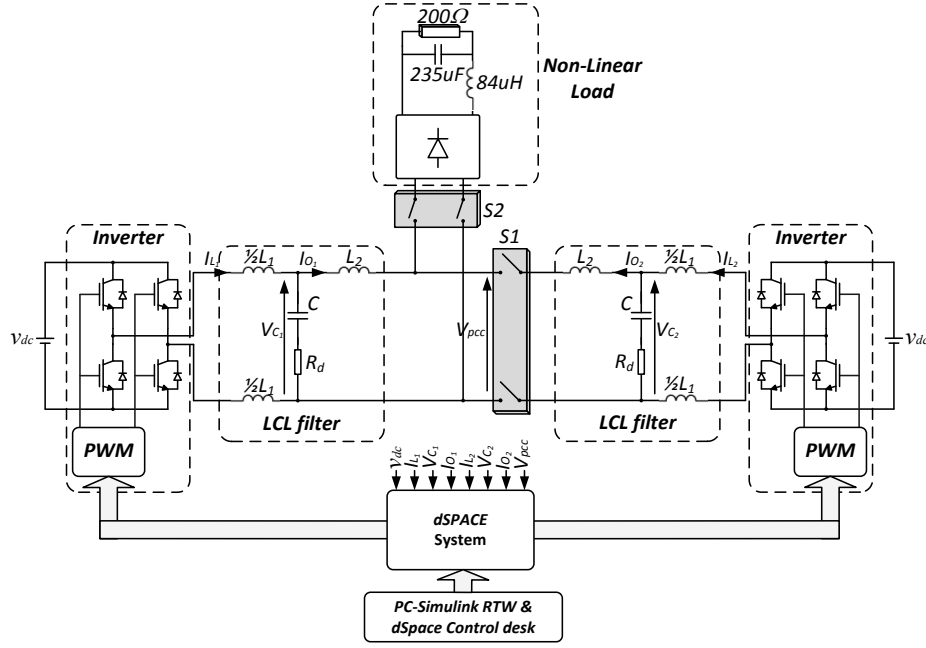 200Ω
235uF
84uH
Non-Linear
Load
S2
S1
Inverter
I_L₁
½L₁
I_O₁
L₂
L₂
I_O₂
½L₁
I_L₂
Inverter
v_dc
V_C₁
C
R_d
V_pcc
C
R_d
V_C₂
v_dc
½L₁
½L₁
LCL filter
LCL filter
PWM
PWM
v_dc
I_L₁
V_C₁
I_O₁
I_L₂
V_C₂
I_O₂
V_pcc
dSPACE
System
PC-Simulink RTW &
dSpace Control desk